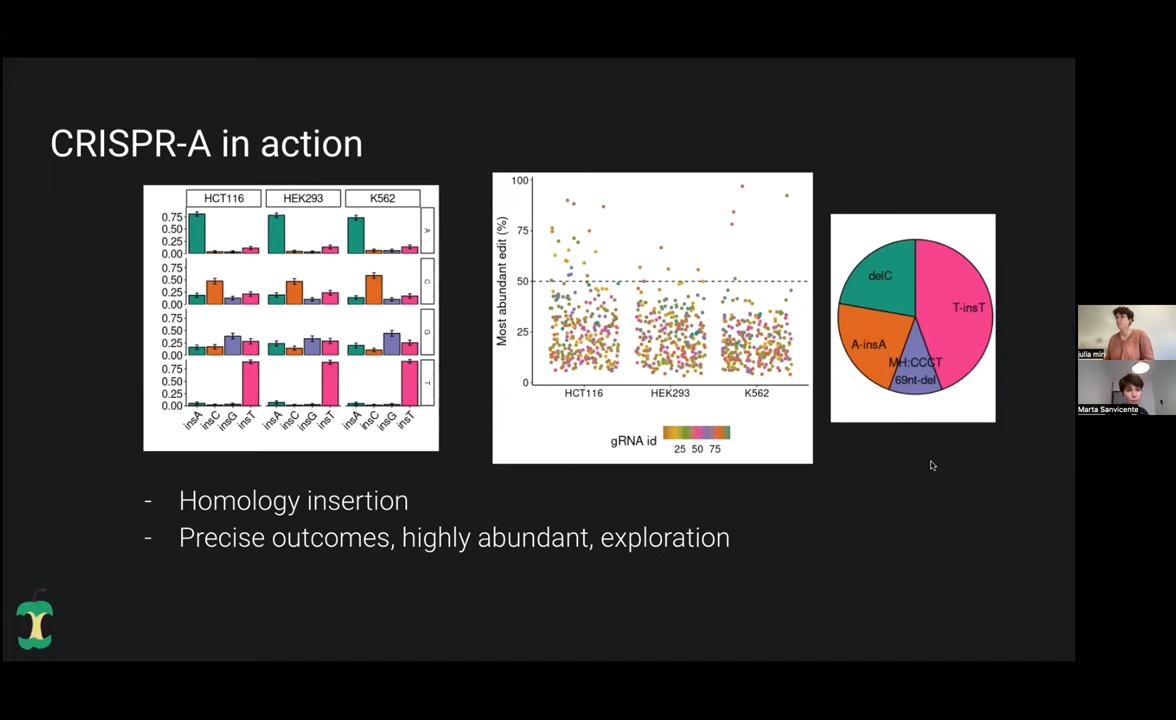 CRISPR-A in action
HCT116 HEK293 K562
0.75
0.50
0.25
0.00
A
0.75
0.50
0.25
0.00
C
0.75
0.50
0.25
0.00
G
0.75
0.50
0.25
0.00
T
insA insC insG insT insA insC insG insT insA insC insG insT
Most abundant edit (%)
100
75
50
25
0
HCT116 HEK293 K562
gRNA id
25 50 75
delC
T-insT
A-insA
MH:CCCT
69nt-del
- Homology insertion
- Precise outcomes, highly abundant, exploration
julia mir
Marta Sanvicente